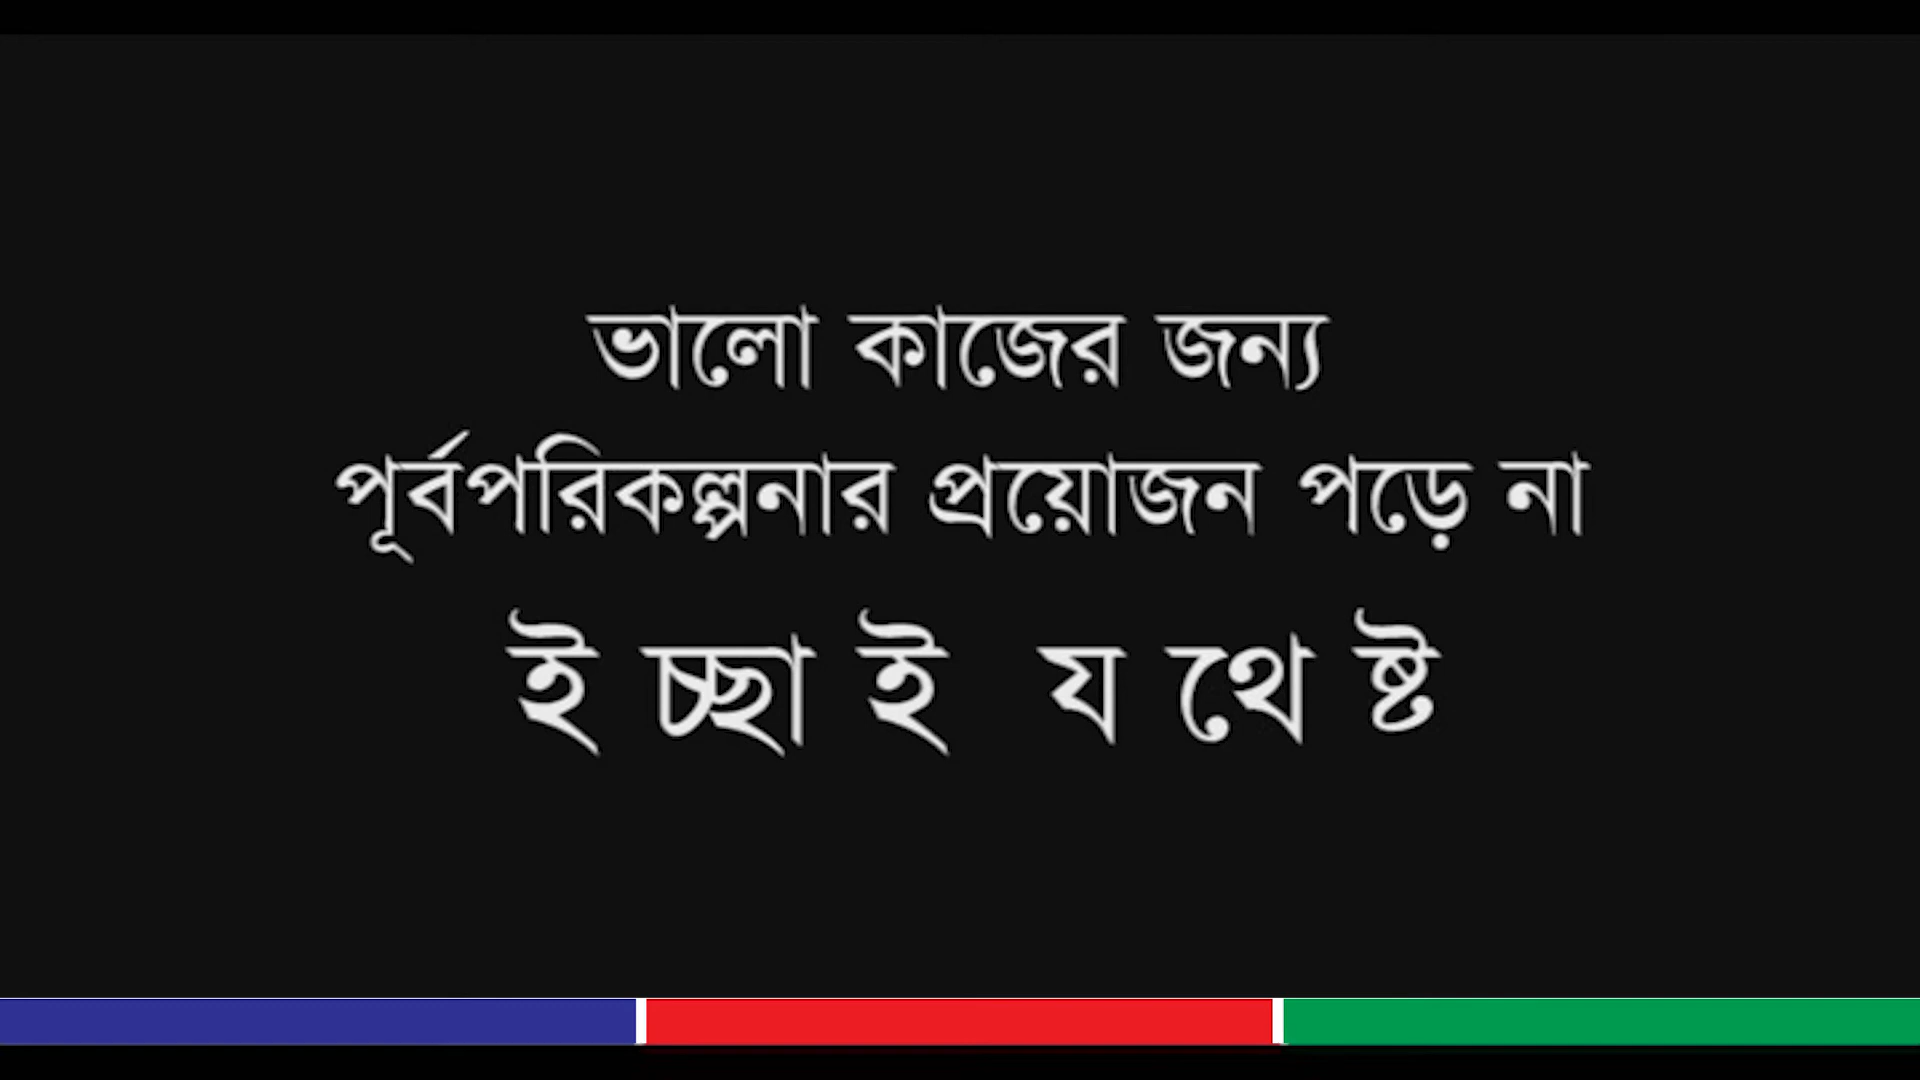 ভালো কাজের জন্য
পূর্বপরিকল্পনার প্রয়োজন পড়ে না
ই চ্ছা ই য থে ষ্ট